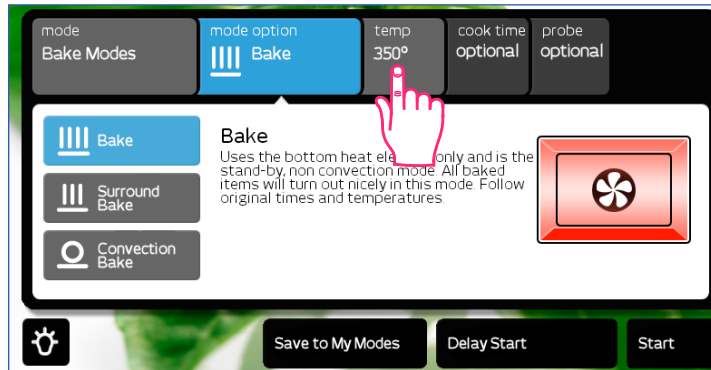 mode
Bake Modes
mode option
Bake
temp
350°
cook time
optional
probe
optional
Bake
Surround
Bake
Convection
Bake
Bake
Uses the bottom heat only and is the
stand-by, non convection mode. All baked
items will turn out nicely in this mode. Follow
original times and temperatures.
Save to My Modes
Delay Start
Start